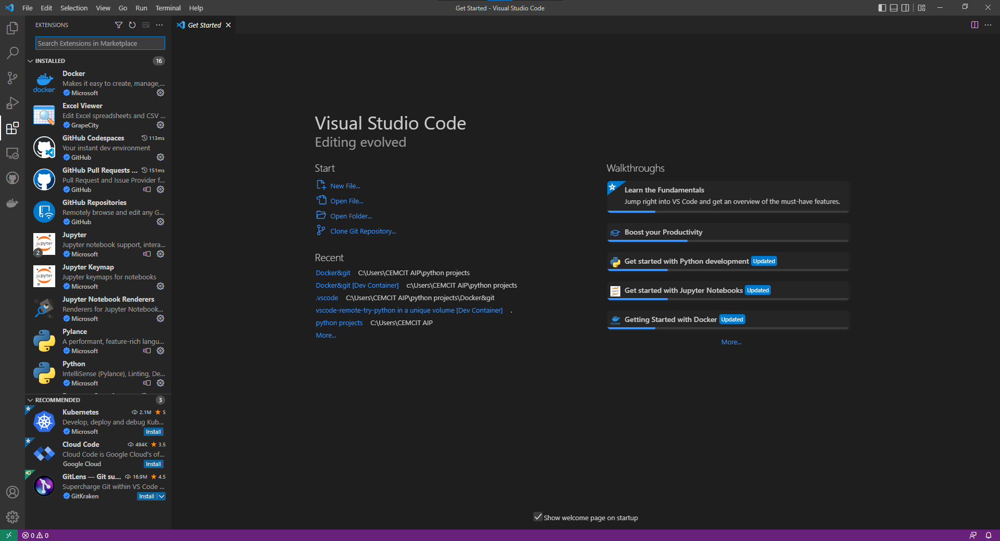 File Edit Selection View Go Run Terminal Help
Get Started - Visual Studio Code
EXTENSIONS
Get Started
Search Extensions in Marketplace
INSTALLED 16
Docker
Makes it easy to create, manage,...
docker
Microsoft
Excel Viewer
Edit Excel spreadsheets and CSV ...
GrapeCity
GitHub Codespaces 113ms
Your instant dev environment
GitHub
GitHub Pull Requests ... 151ms
Pull Request and Issue Provider f...
GitHub
GitHub Repositories
Remotely browse and edit any G...
GitHub
Jupyter
Jupyter notebook support, intera...
jupyter
2
Microsoft
Jupyter Keymap
Jupyter keymaps for notebooks
jupyter
Microsoft
Jupyter Notebook Renderers
Renderers for Jupyter Notebook...
Microsoft
Pylance
A performant, feature-rich langu...
Microsoft
Python
IntelliSense (Pylance), Linting, De...
Microsoft
RECOMMENDED 3
Kubernetes 2.1M 5
Develop, deploy and debug Kub...
Microsoft Install
Cloud Code 494K 3.5
Cloud Code is Google Cloud's of...
Google Cloud Install
GitLens — Git su... 16.9M 4.5
Supercharge Git within VS Code ...
GitKraken Install
Visual Studio Code
Editing evolved
Start
New File...
Open File...
Open Folder...
Clone Git Repository...
Recent
Docker&git C:\Users\CEMCIT AIP\python projects
Docker&git [Dev Container] c:\Users\CEMCIT AIP\python projects
.vscode C:\Users\CEMCIT AIP\python projects\Docker&git
vscode-remote-try-python in a unique volume [Dev Container] .
python projects C:\Users\CEMCIT AIP
More...
Walkthroughs
Learn the Fundamentals
Jump right into VS Code and get an overview of the must-have features.
Boost your Productivity
Get started with Python development Updated
Get started with Jupyter Notebooks Updated
Getting Started with Docker Updated
More...
Show welcome page on startup
0 0